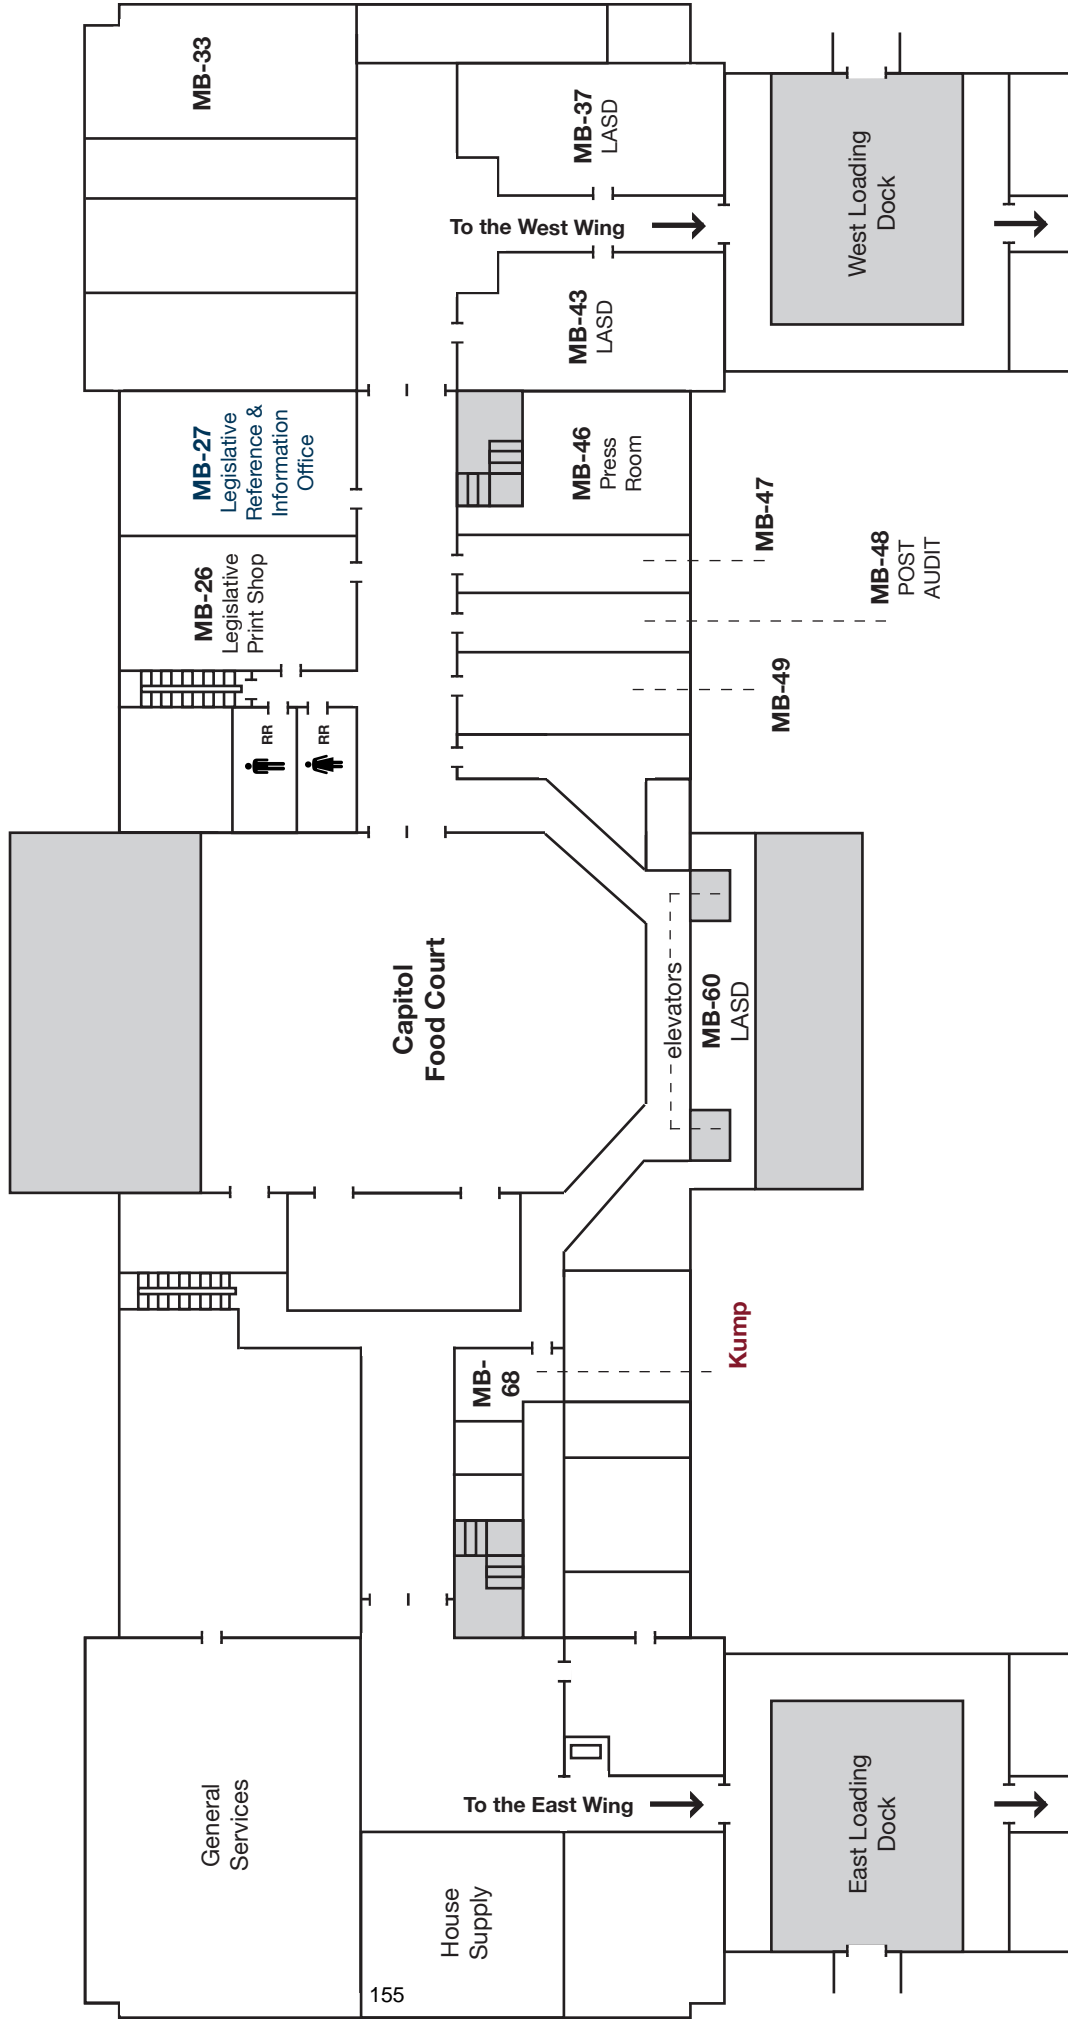 MB-33
MB-37
LASD
To the West Wing
West Loading
Dock
MB-43
LASD
MB-27
Legislative
Reference &
Information
Office
MB-46
Press
Room
MB-26
Legislative
Print Shop
MB-47
MB-48
POST
AUDIT
MB-49
RR
RR
Capitol
Food Court
elevators
MB-60
LASD
MB-
68
Kump
General
Services
To the East Wing
East Loading
Dock
House
Supply
155